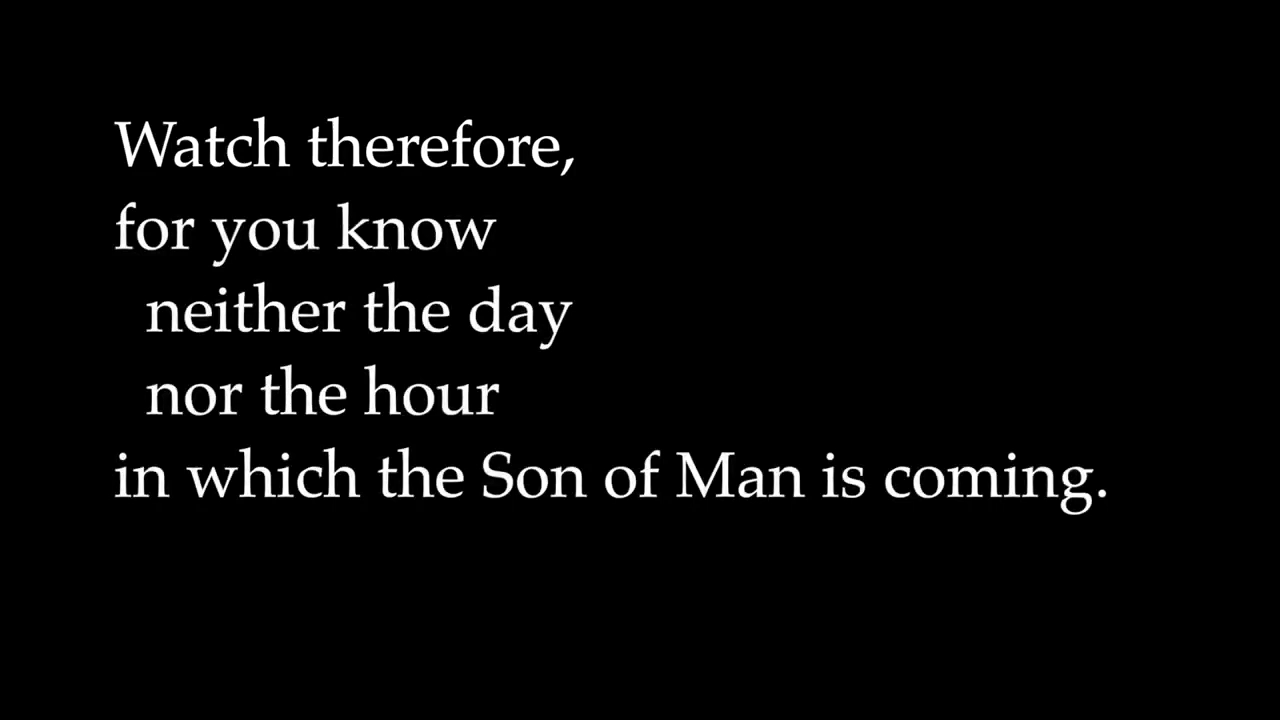 Watch therefore,
for you know
neither the day
nor the hour
in which the Son of Man is coming.